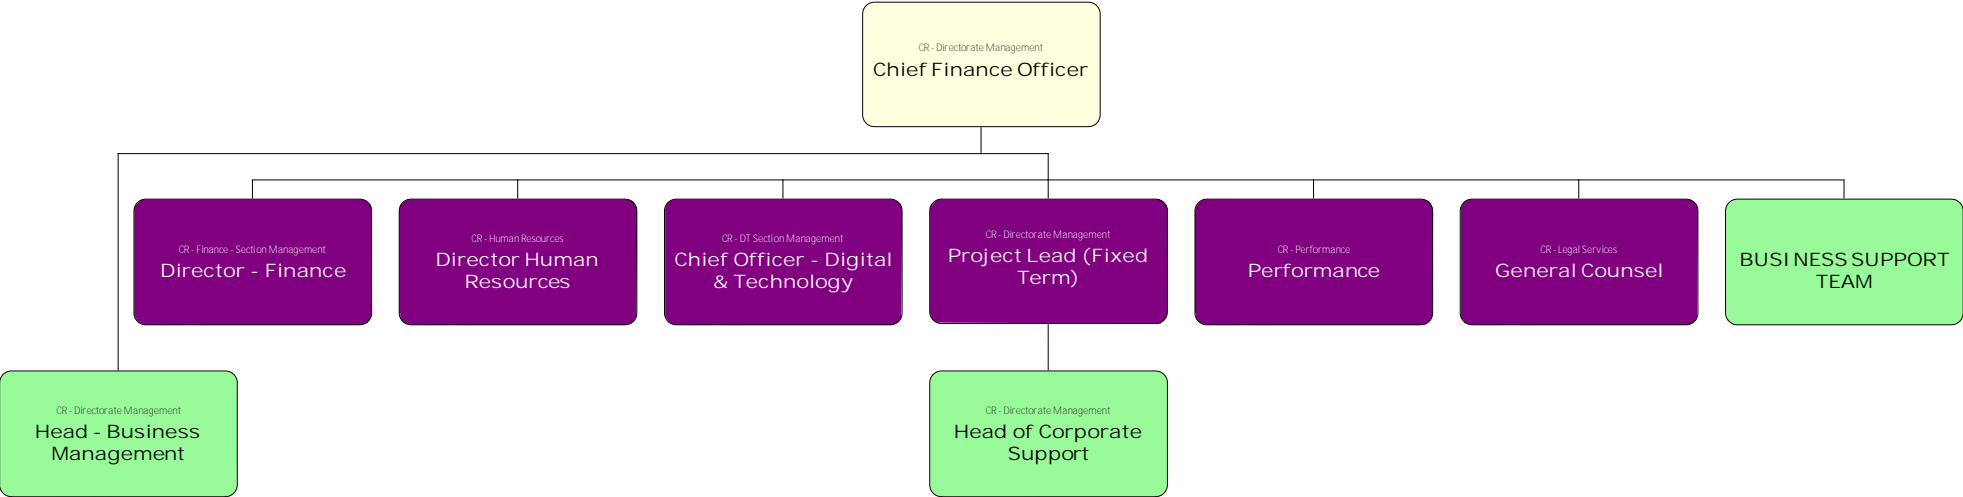 CR - Directorate Management
Chief Finance Officer
CR - Finance - Section Management
Director - Finance
CR - Human Resources
Director Human
Resources
CR - DT Section Management
Chief Officer - Digital
& Technology
CR - Directorate Management
Project Lead (Fixed
Term)
CR - Performance
Performance
CR - Legal Services
General Counsel
BUSINESS SUPPORT
TEAM
CR - Directorate Management
Head - Business
Management
CR - Directorate Management
Head of Corporate
Support